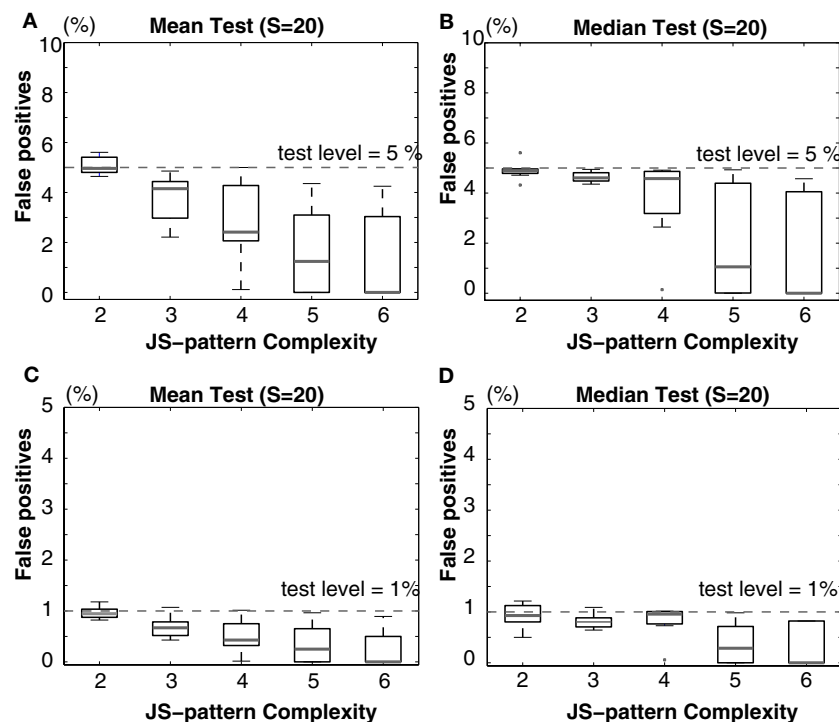 A (%) Mean Test (S=20)
10
8
6
4
2
0
False positives
test level = 5 %
2 3 4 5 6
JS−pattern Complexity
B (%) Median Test (S=20)
10
8
6
4
2
0
False positives
test level = 5 %
2 3 4 5 6
JS−pattern Complexity
C (%) Mean Test (S=20)
5
4
3
2
1
0
False positives
test level = 1%
2 3 4 5 6
JS−pattern Complexity
D (%) Median Test (S=20)
5
4
3
2
1
0
False positives
test level = 1%
2 3 4 5 6
JS−pattern Complexity